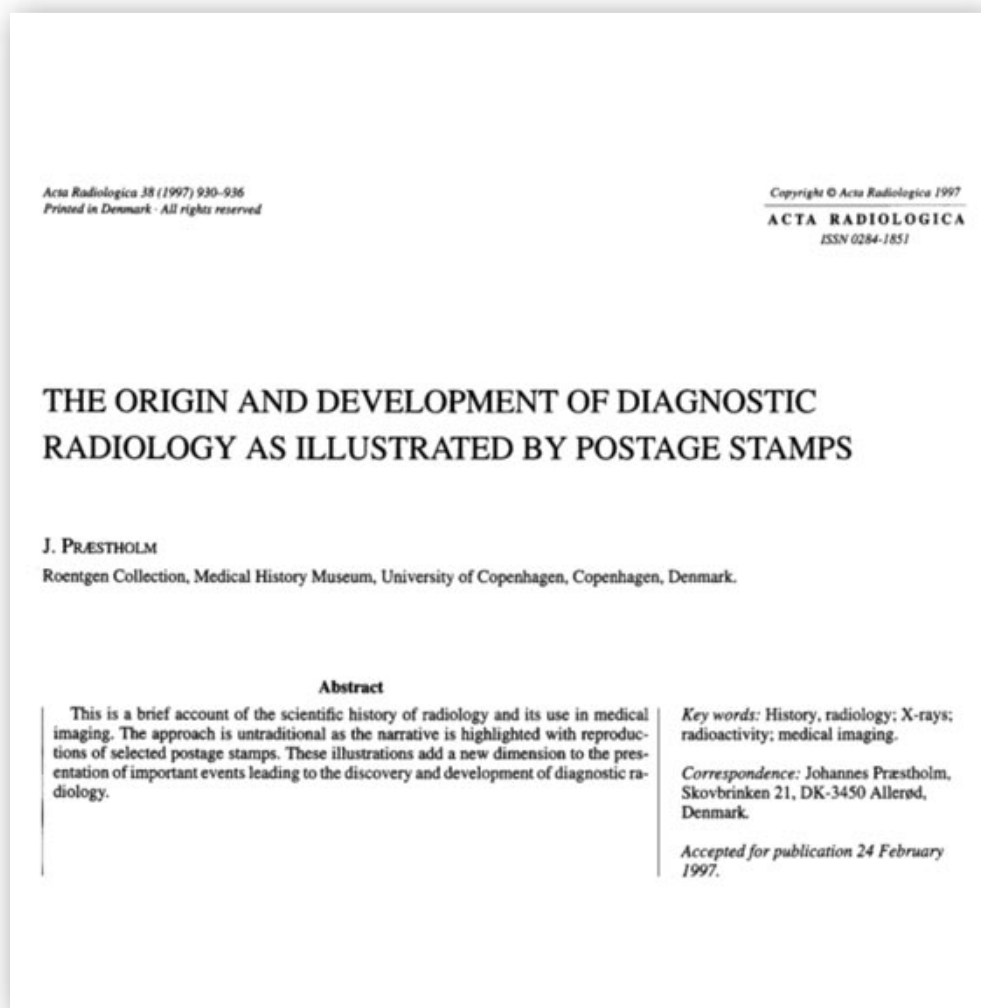 Acta Radiologica 38 (1997) 930–936
Printed in Denmark · All rights reserved
Copyright © Acta Radiologica 1997
ACTA RADIOLOGICA
ISSN 0284-1851
THE ORIGIN AND DEVELOPMENT OF DIAGNOSTIC
RADIOLOGY AS ILLUSTRATED BY POSTAGE STAMPS
J. PRÆSTHOLM
Roentgen Collection, Medical History Museum, University of Copenhagen, Copenhagen, Denmark.
Abstract
This is a brief account of the scientific history of radiology and its use in medical
imaging. The approach is untraditional as the narrative is highlighted with reproduc-
tions of selected postage stamps. These illustrations add a new dimension to the pres-
entation of important events leading to the discovery and development of diagnostic ra-
diology.
Key words: History, radiology; X-rays;
radioactivity; medical imaging.
Correspondence: Johannes Præstholm,
Skovbrinken 21, DK-3450 Allerød,
Denmark.
Accepted for publication 24 February
1997.